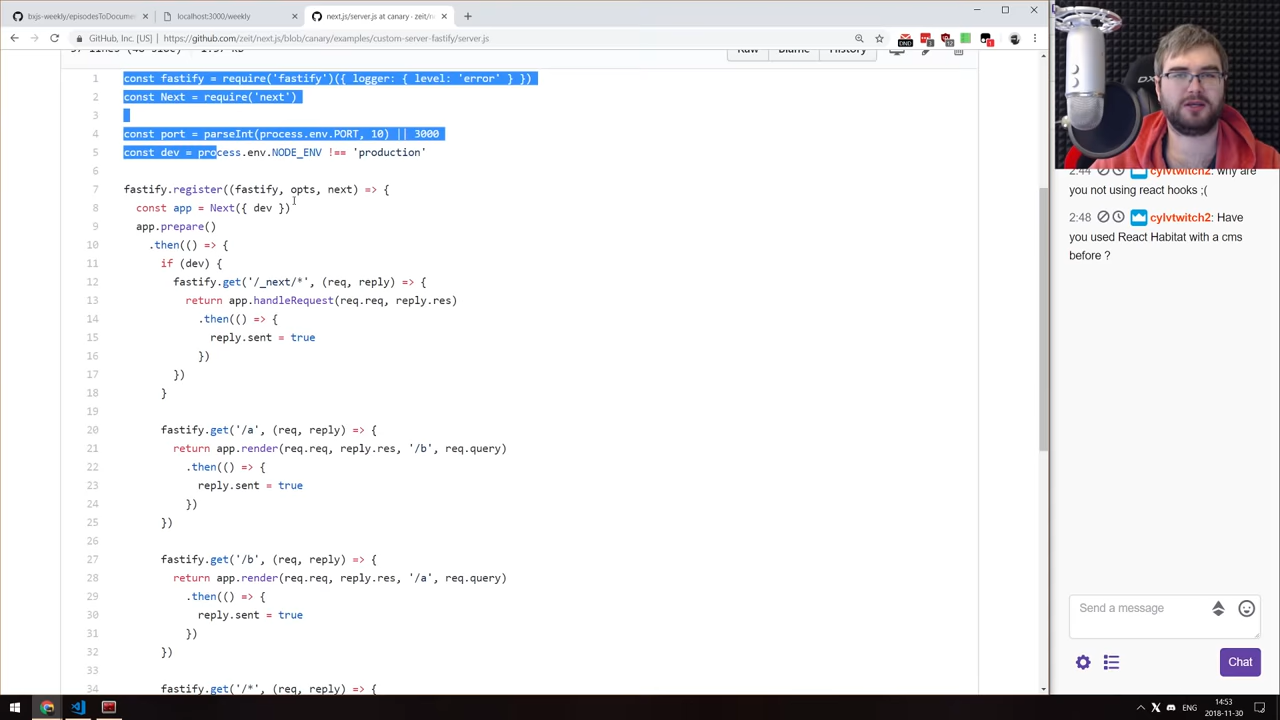 bxjs-weekly/episodesToDocume
localhost:3000/weekly
next.js/server.js at canary · zeit/n
GitHub, Inc. [US] | https://github.com/zeit/next.js/blob/canary/examples/custom-server-fastify/server.js
DND
Raw Blame History
1 const fastify = require('fastify')({ logger: { level: 'error' } })
2 const Next = require('next')
3
4 const port = parseInt(process.env.PORT, 10) || 3000
5 const dev = process.env.NODE_ENV !== 'production'
6
7 fastify.register((fastify, opts, next) => {
8 const app = Next({ dev })
9 app.prepare()
10 .then(() => {
11 if (dev) {
12 fastify.get('/_next/*', (req, reply) => {
13 return app.handleRequest(req.req, reply.res)
14 .then(() => {
15 reply.sent = true
16 })
17 })
18 }
19
20 fastify.get('/a', (req, reply) => {
21 return app.render(req.req, reply.res, '/b', req.query)
22 .then(() => {
23 reply.sent = true
24 })
25 })
26
27 fastify.get('/b', (req, reply) => {
28 return app.render(req.req, reply.res, '/a', req.query)
29 .then(() => {
30 reply.sent = true
31 })
32 })
33
34 fastify.get('/*', (req, reply) => {
2:44 cylvtwitch2: why are
you not using react hooks ;(
2:48 cylvtwitch2: Have
you used React Habitat with a cms
before ?
Send a message
Chat
ENG
14:53
2018-11-30